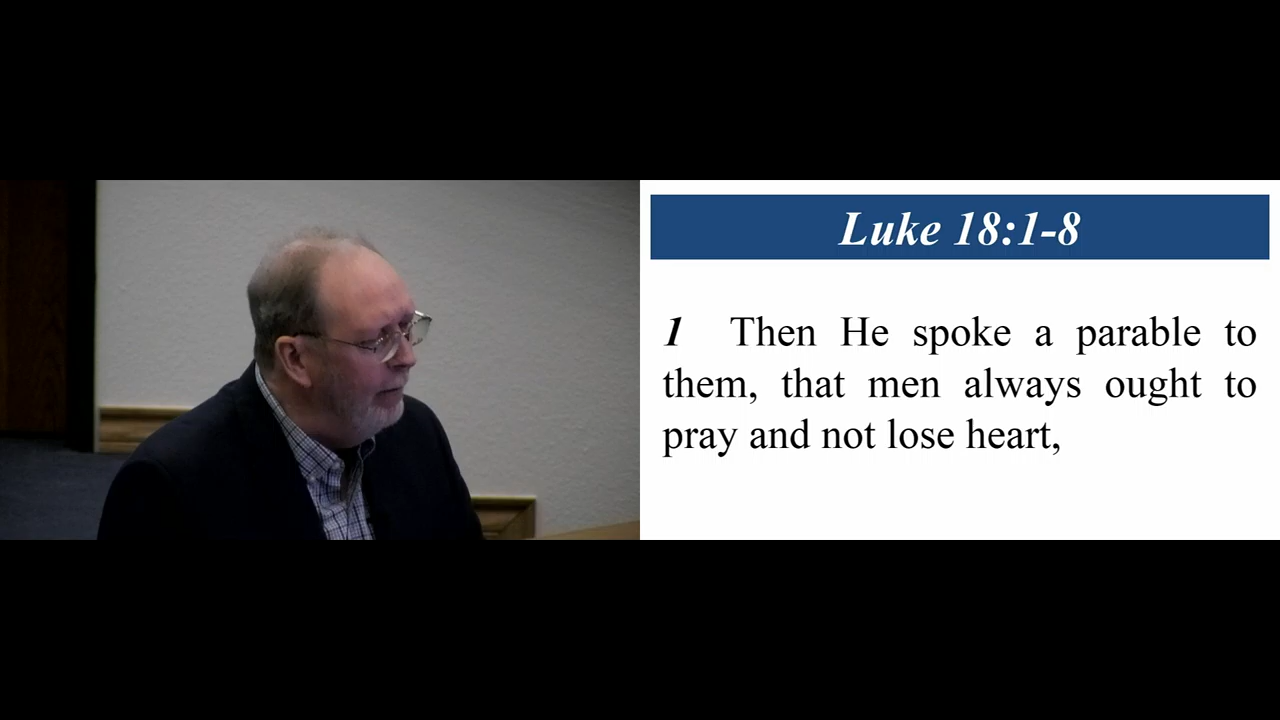 Luke 18:1-8
1 Then He spoke a parable to
them, that men always ought to
pray and not lose heart,